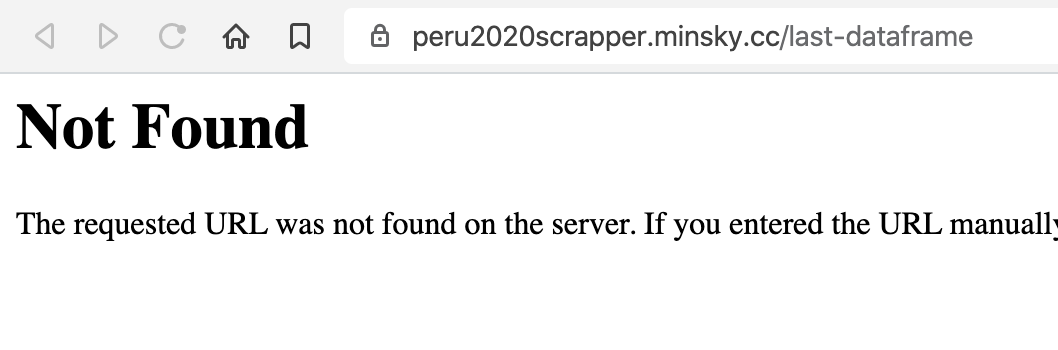 peru2020scrapper.minsky.cc/last-dataframe
Not Found
The requested URL was not found on the server. If you entered the URL manually